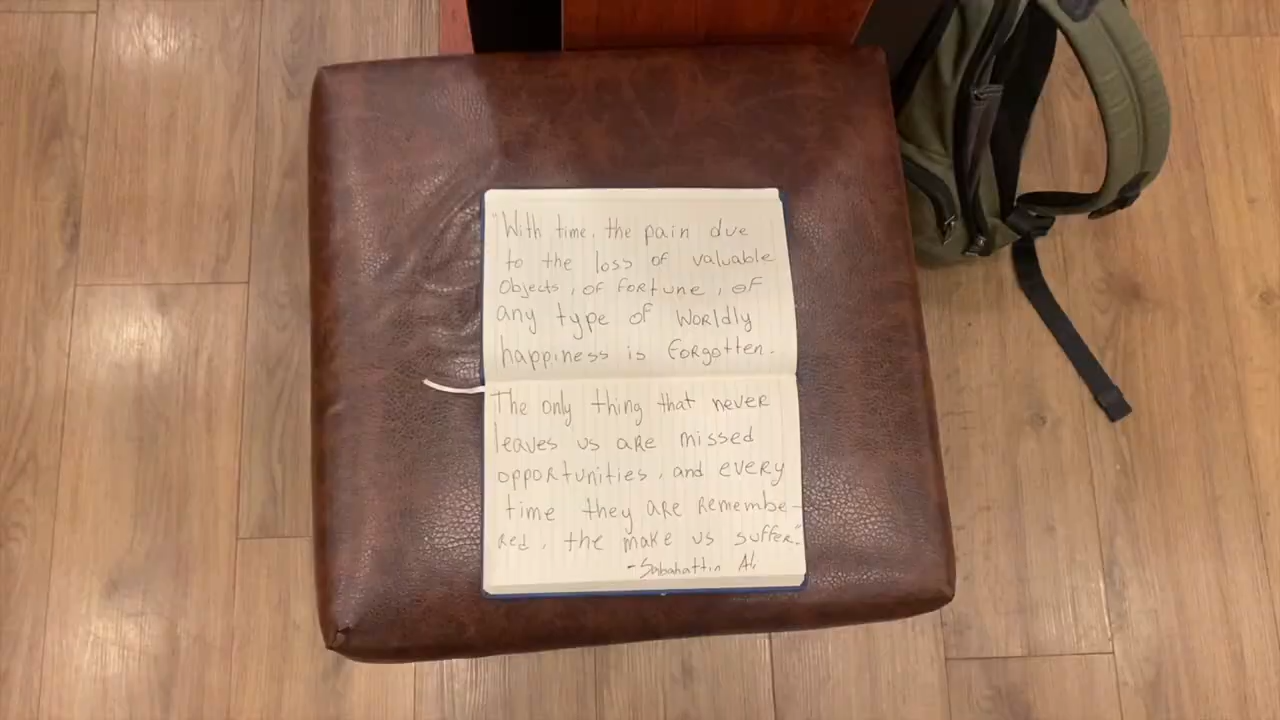 "With time, the pain due
to the loss of valuable
objects, of fortune, of
any type of worldly
happiness is forgotten.
The only thing that never
leaves us are missed
opportunities, and every
time they are remembe-
red, the make us suffer."
-Sabahattin Ali